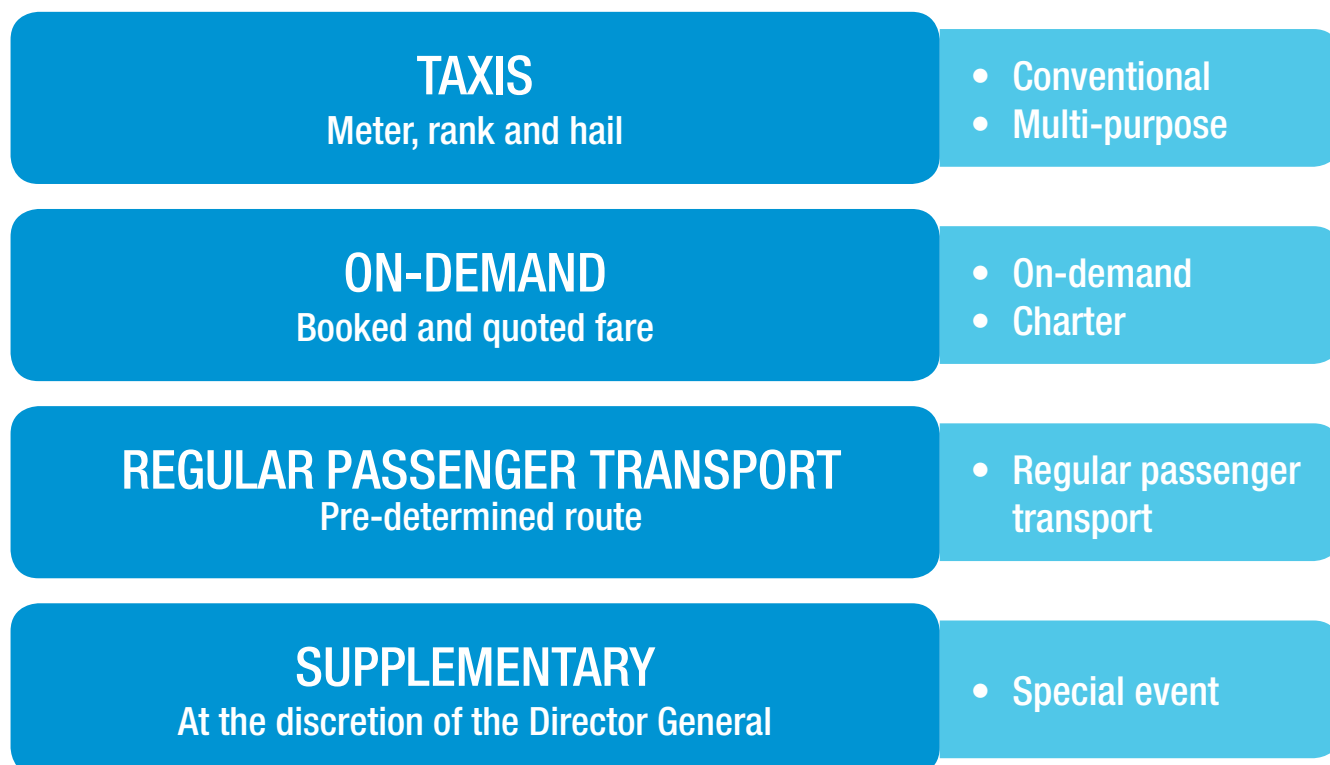 TAXIS
Meter, rank and hail
• Conventional
• Multi-purpose
ON-DEMAND
Booked and quoted fare
• On-demand
• Charter
REGULAR PASSENGER TRANSPORT
Pre-determined route
• Regular passenger
transport
SUPPLEMENTARY
At the discretion of the Director General
• Special event